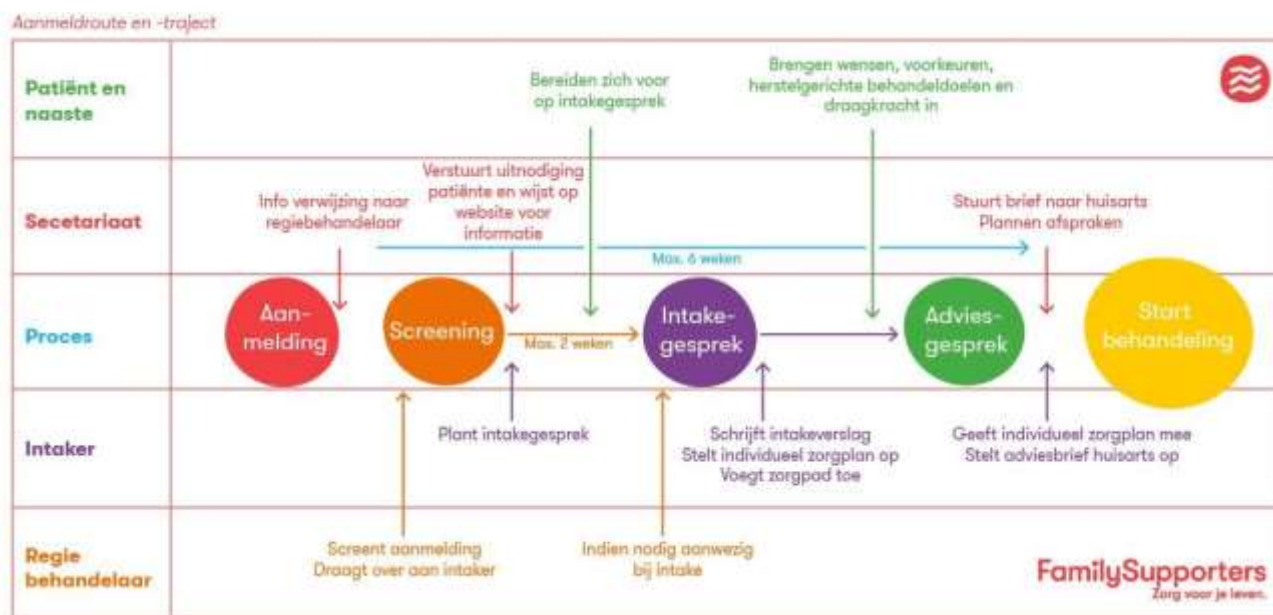 Aanmeldroute en -traject
Patiënt en
naaste
Bereiden zich voor
op intakegesprek
Brengen wensen, voorkeuren,
herstelgerichte behandeldoelen en
draagkracht in
Secetariaat
Info verwijzing naar
regiebehandelaar
Verstuurt uitnodiging
patiënte en wijst op
website voor
informatie
Stuurt brief naar huisarts
Plannen afspraken
Max. 6 weken
Proces
Aan-
melding
Screening
Max. 2 weken
Intake-
gesprek
Advies-
gesprek
Start
behandeling
Intaker
Plant intakegesprek
Schrijft intakeverslag
Stelt individueel zorgplan op
Voegt zorgpad toe
Geeft individueel zorgplan mee
Stelt adviesbrief huisarts op
Regie
behandelaar
Screent aanmelding
Draagt over aan intaker
Indien nodig aanwezig
bij intake
FamilySupporters
Zorg voor je leven.